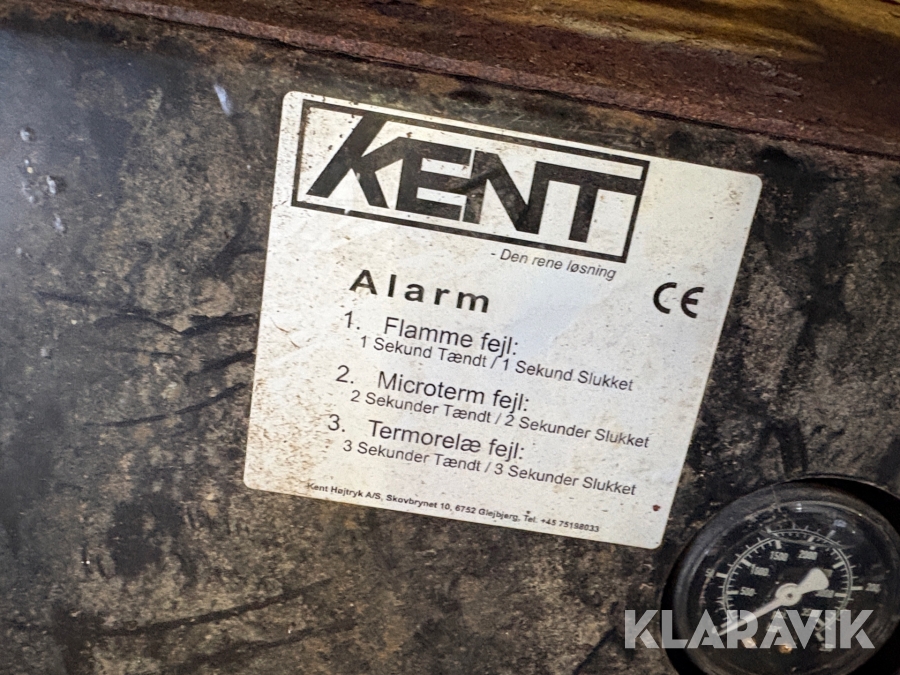 KENT
- Den rene løsning
Alarm
CE
1. Flamme fejl:
1 Sekund Tændt / 1 Sekund Slukket
2. Microterm fejl:
2 Sekunder Tændt / 2 Sekunder Slukket
3. Termorelæ fejl:
3 Sekunder Tændt / 3 Sekunder Slukket
Kent Højtryk A/S, Skovbrynet 10, 6752 Glejbjerg, Tel. +45 75198033
KLARAVIK